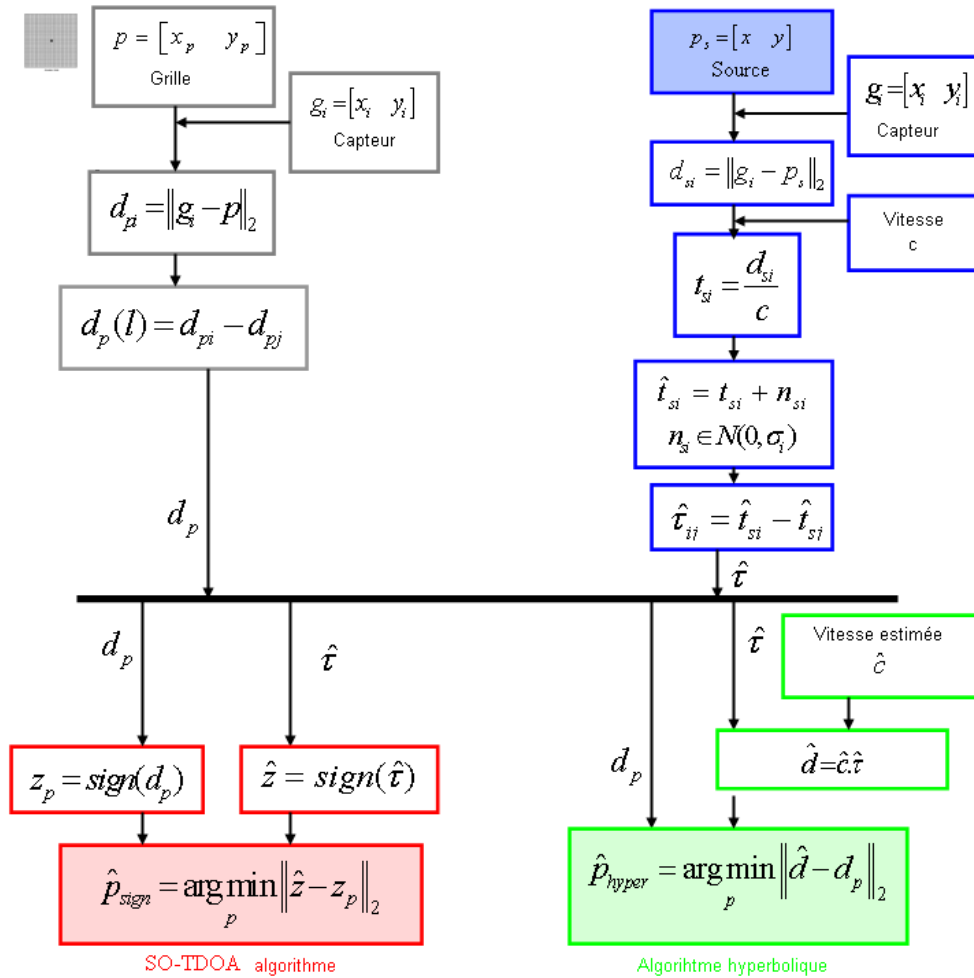 p = [ x_p y_p ]
Grille
g_i = [x_i y_i]
Capteur
d_pi = ‖g_i − p‖_2
d_p(l) = d_pi − d_pj
d_p
p_s = [x y]
Source
g_i = [x_i y_i]
Capteur
d_si = ‖g_i − p_s‖_2
Vitesse
c
t_si = d_si / c
t̂_si = t_si + n_si
n_si ∈ N(0, σ_i)
τ̂_ij = t̂_si − t̂_sj
τ̂
d_p
τ̂
z_p = sign(d_p)
ẑ = sign(τ̂)
p̂_sign = arg min_p ‖ẑ − z_p‖_2
SO-TDOA algorithme
d_p
τ̂
Vitesse estimée
ĉ
d̂ = ĉ.τ̂
p̂_hyper = arg min_p ‖d̂ − d_p‖_2
Algorihtme hyperbolique